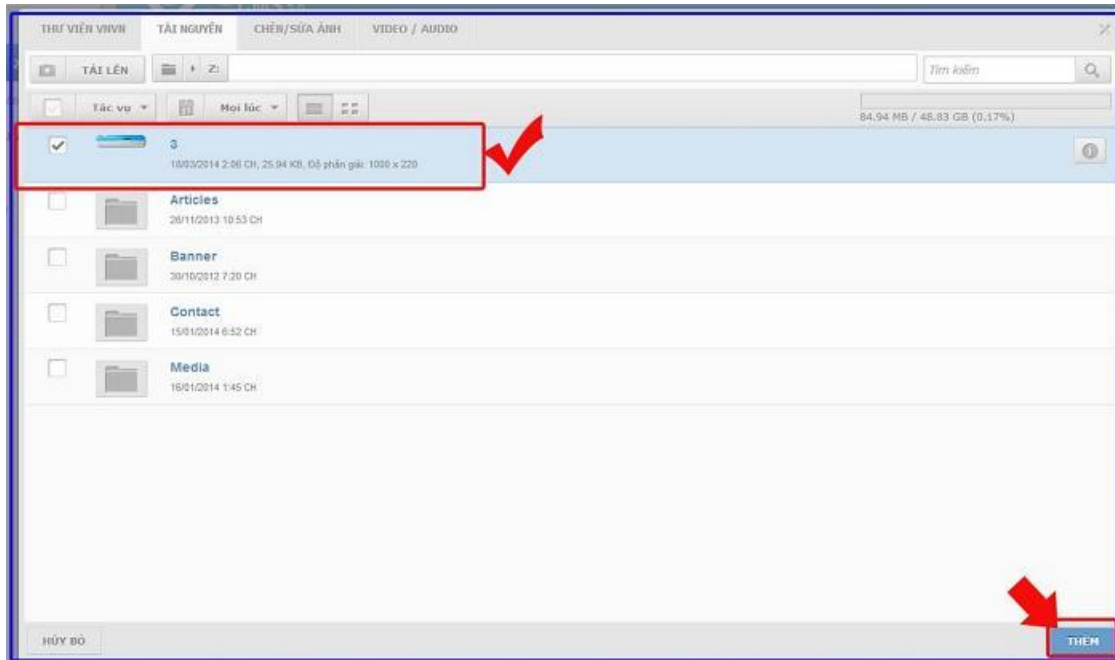 THƯ VIỆN VNVN TÀI NGUYÊN CHÈN/SỬA ẢNH VIDEO / AUDIO
TẢI LÊN Z: Tìm kiếm
Tác vụ Mọi lúc
84.94 MB / 48.83 GB (0.17%)
3
18/03/2014 2:06 CH, 25.94 KB, Độ phân giải: 1000 x 220
Articles
26/11/2013 10:53 CH
Banner
30/10/2012 7:20 CH
Contact
15/01/2014 6:52 CH
Media
16/01/2014 1:45 CH
HỦY BỎ THÊM